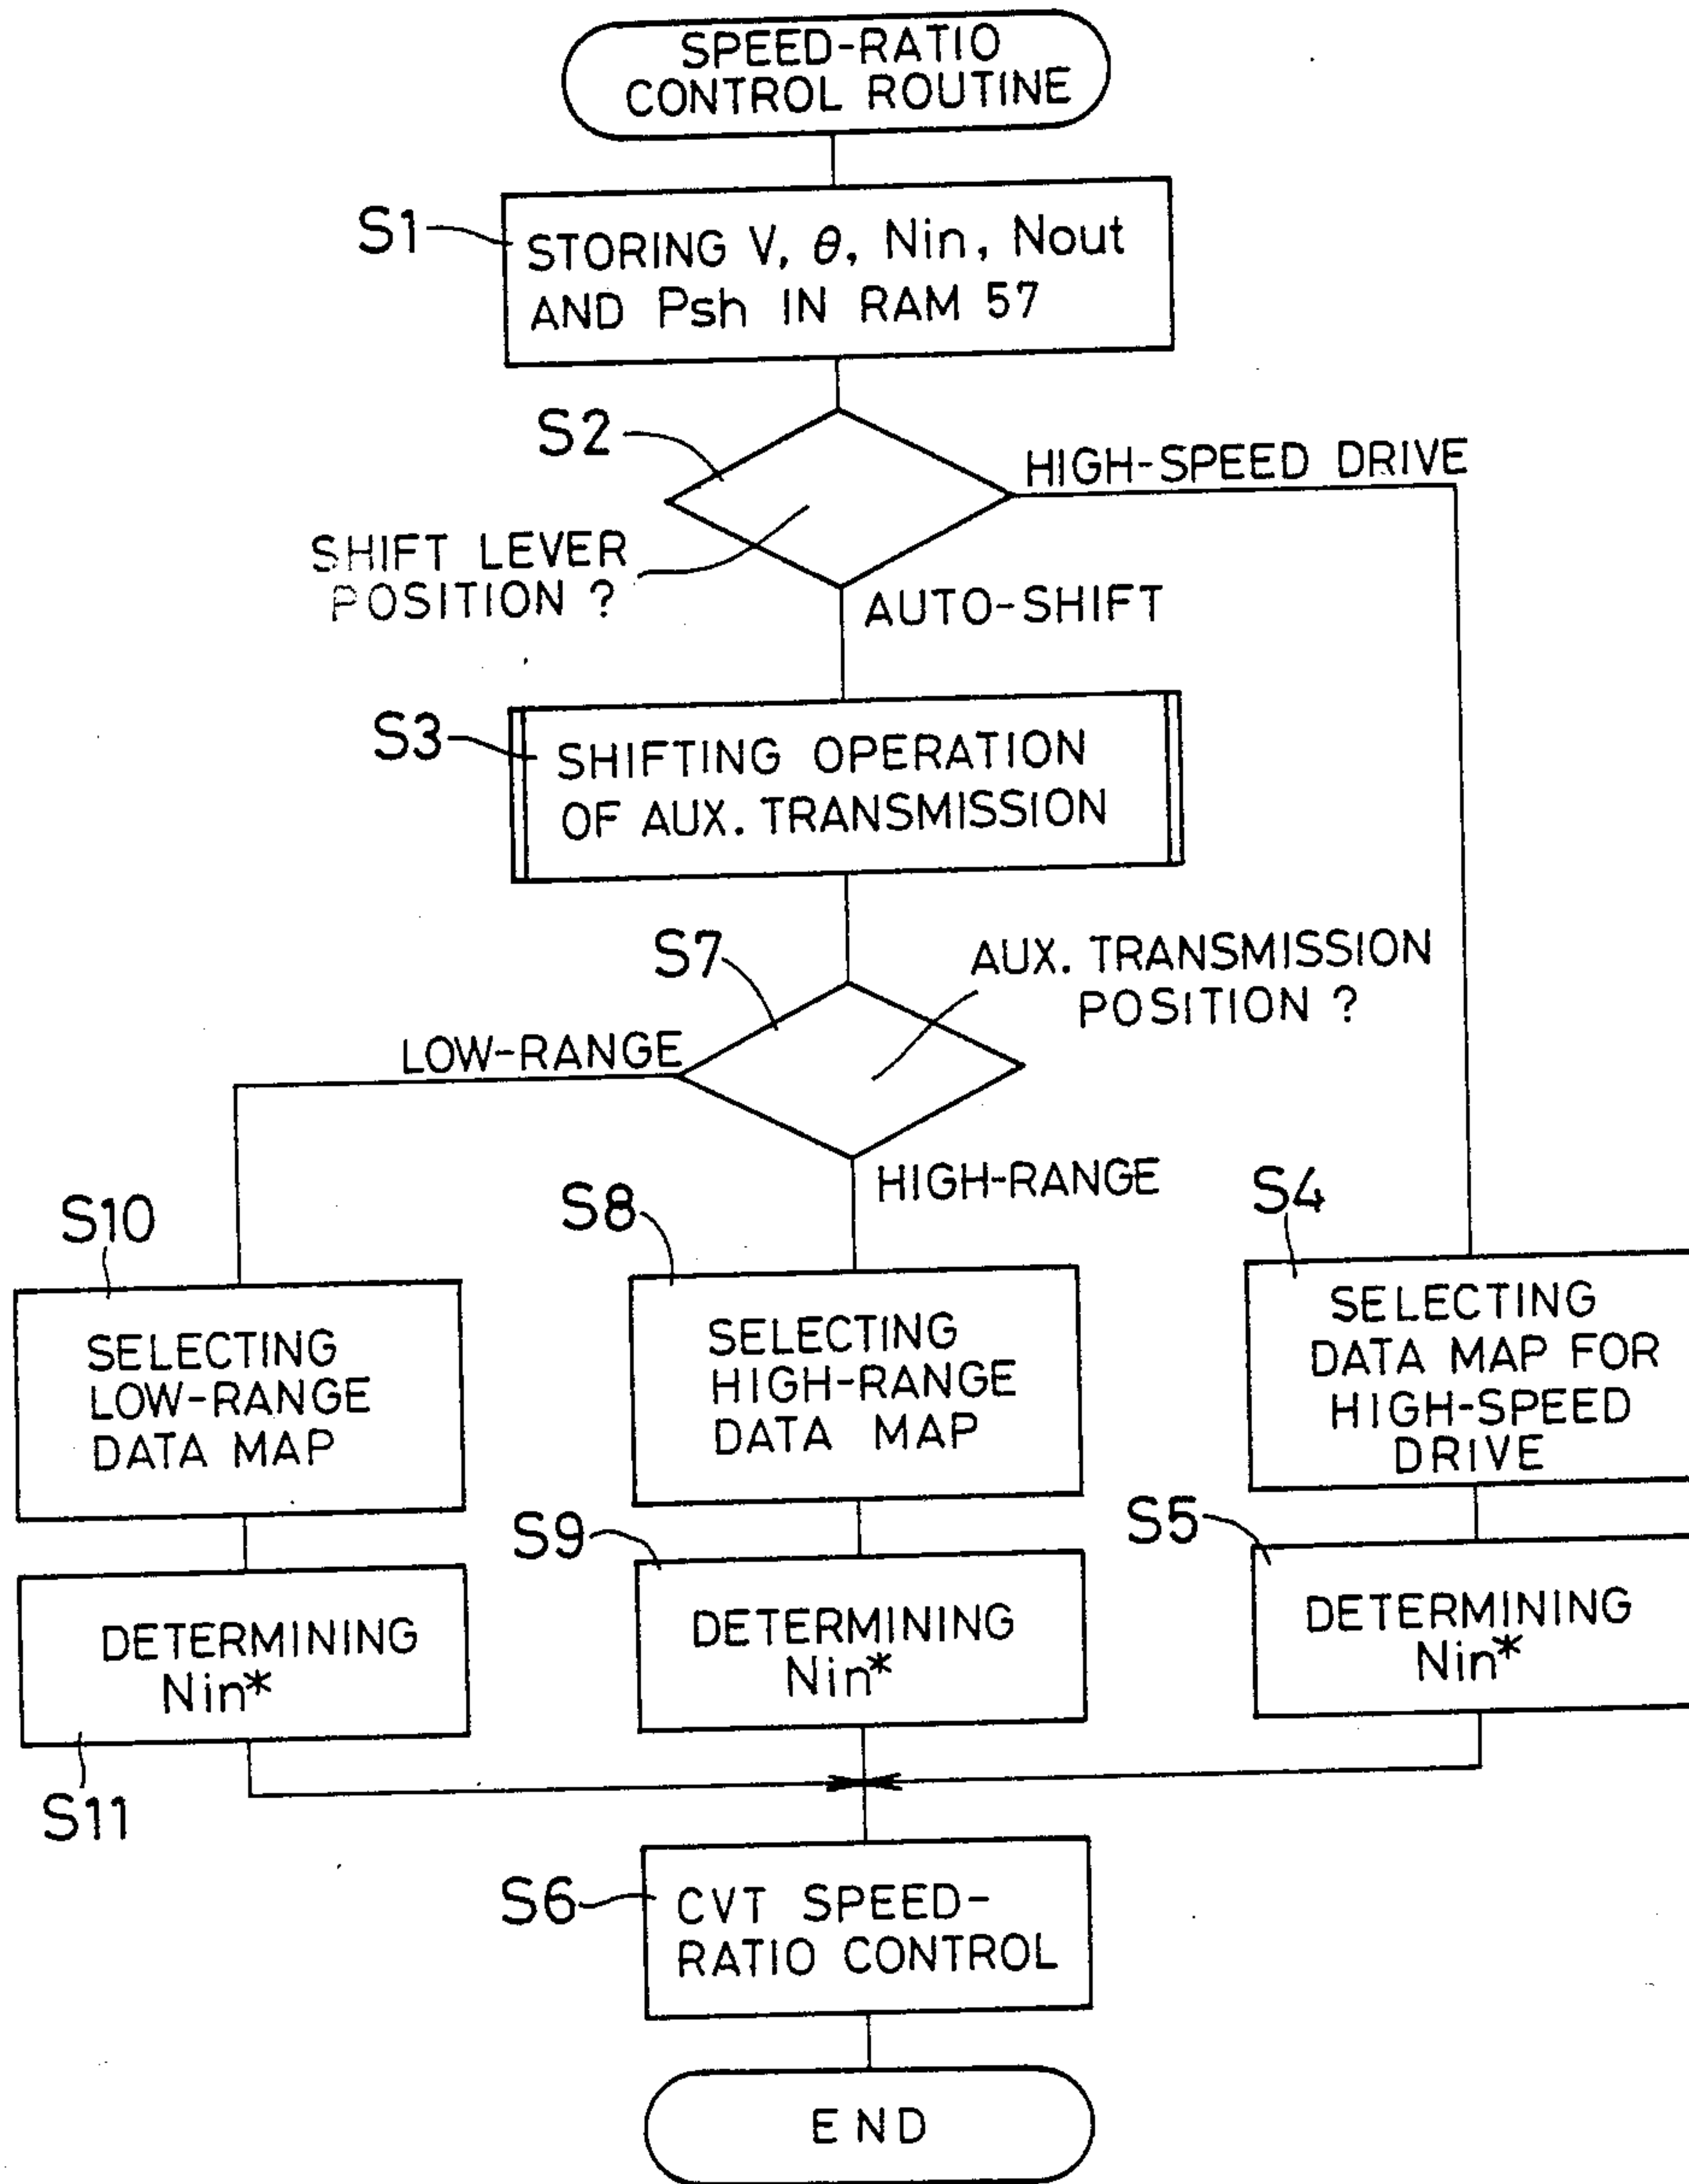 SPEED-RATIO
CONTROL ROUTINE
S1
STORING V, θ, Nin, Nout
AND Psh IN RAM 57
S2
HIGH-SPEED DRIVE
SHIFT LEVER
POSITION ?
AUTO-SHIFT
S3
SHIFTING OPERATION
OF AUX. TRANSMISSION
S7
AUX. TRANSMISSION
POSITION ?
LOW-RANGE
HIGH-RANGE
S10
SELECTING
LOW-RANGE
DATA MAP
S8
SELECTING
HIGH-RANGE
DATA MAP
S4
SELECTING
DATA MAP FOR
HIGH-SPEED
DRIVE
S11
DETERMINING
Nin*
S9
DETERMINING
Nin*
S5
DETERMINING
Nin*
S6
CVT SPEED-
RATIO CONTROL
END